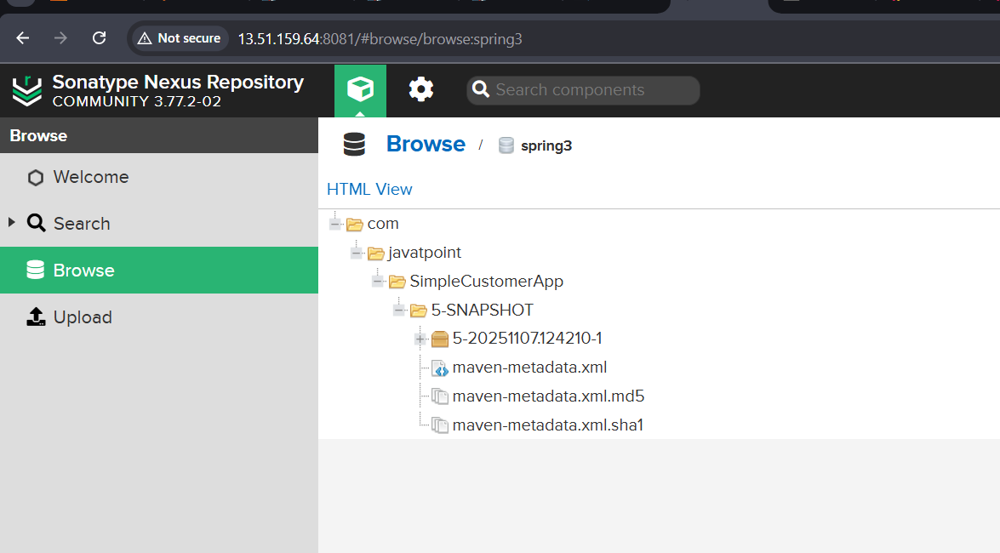 Not secure 13.51.159.64:8081/#browse/browse:spring3
Sonatype Nexus Repository
COMMUNITY 3.77.2-02
Search components
Browse
Welcome
Search
Browse
Upload
Browse / spring3
HTML View
com
javatpoint
SimpleCustomerApp
5-SNAPSHOT
5-20251107.124210-1
maven-metadata.xml
maven-metadata.xml.md5
maven-metadata.xml.sha1